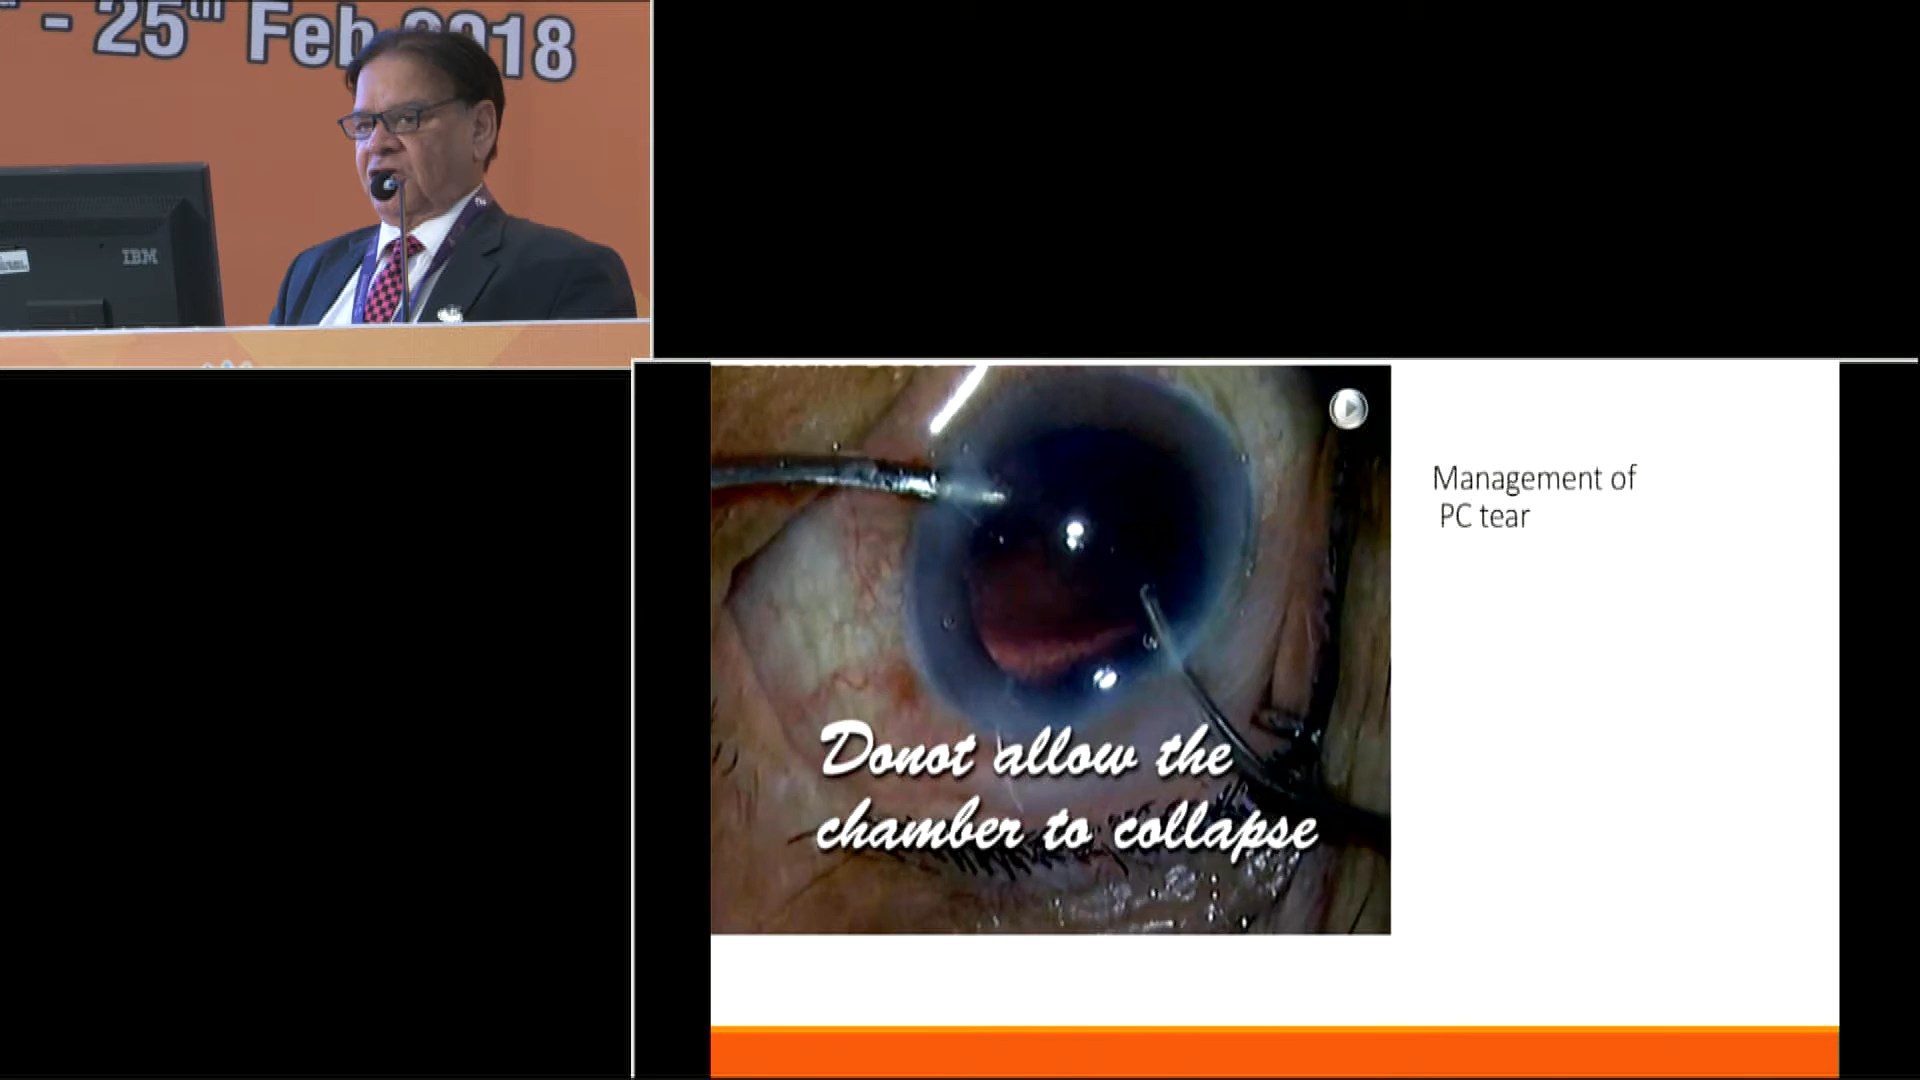 - 25th Feb 2018
IBM
Management of
PC tear
Donot allow the
chamber to collapse